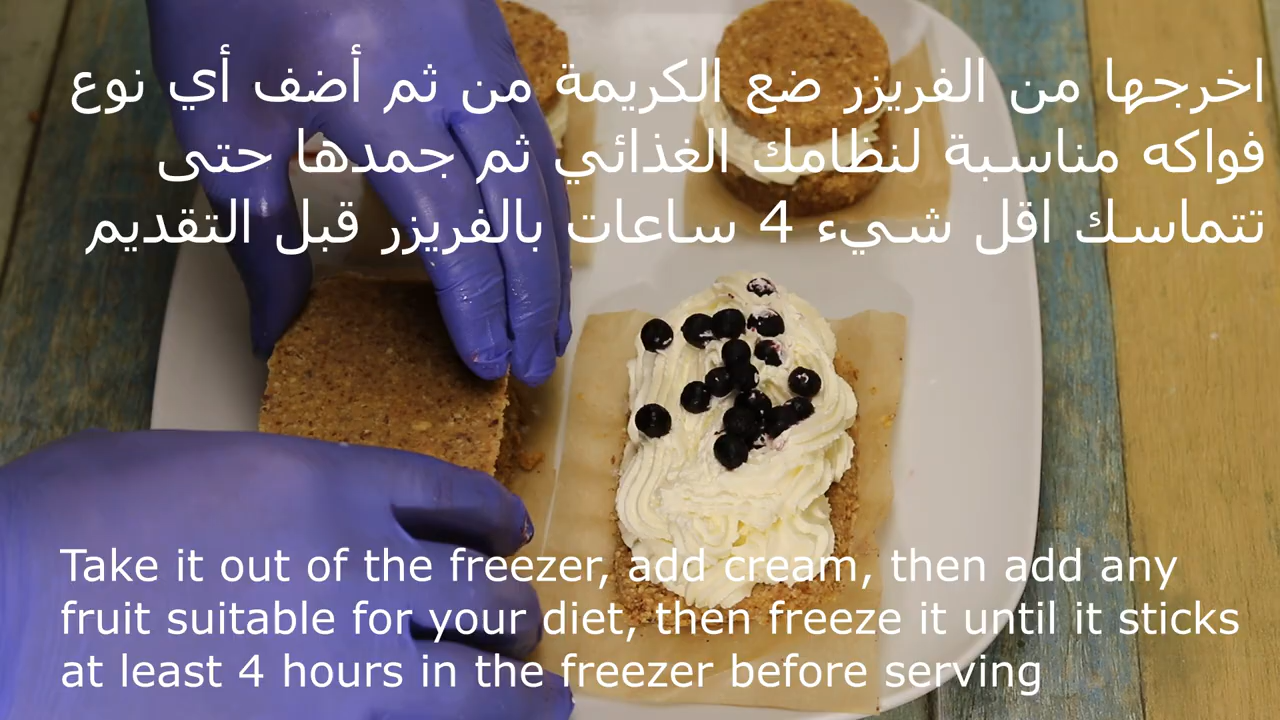 اخرجها من الفريزر ضع الكريمة من ثم أضف أي نوع
فواكه مناسبة لنظامك الغذائي ثم جمدها حتى
تتماسك اقل شيء 4 ساعات بالفريزر قبل التقديم
Take it out of the freezer, add cream, then add any
fruit suitable for your diet, then freeze it until it sticks
at least 4 hours in the freezer before serving